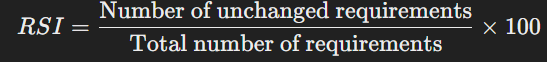 RSI = Number of unchanged requirements / Total number of requirements × 100